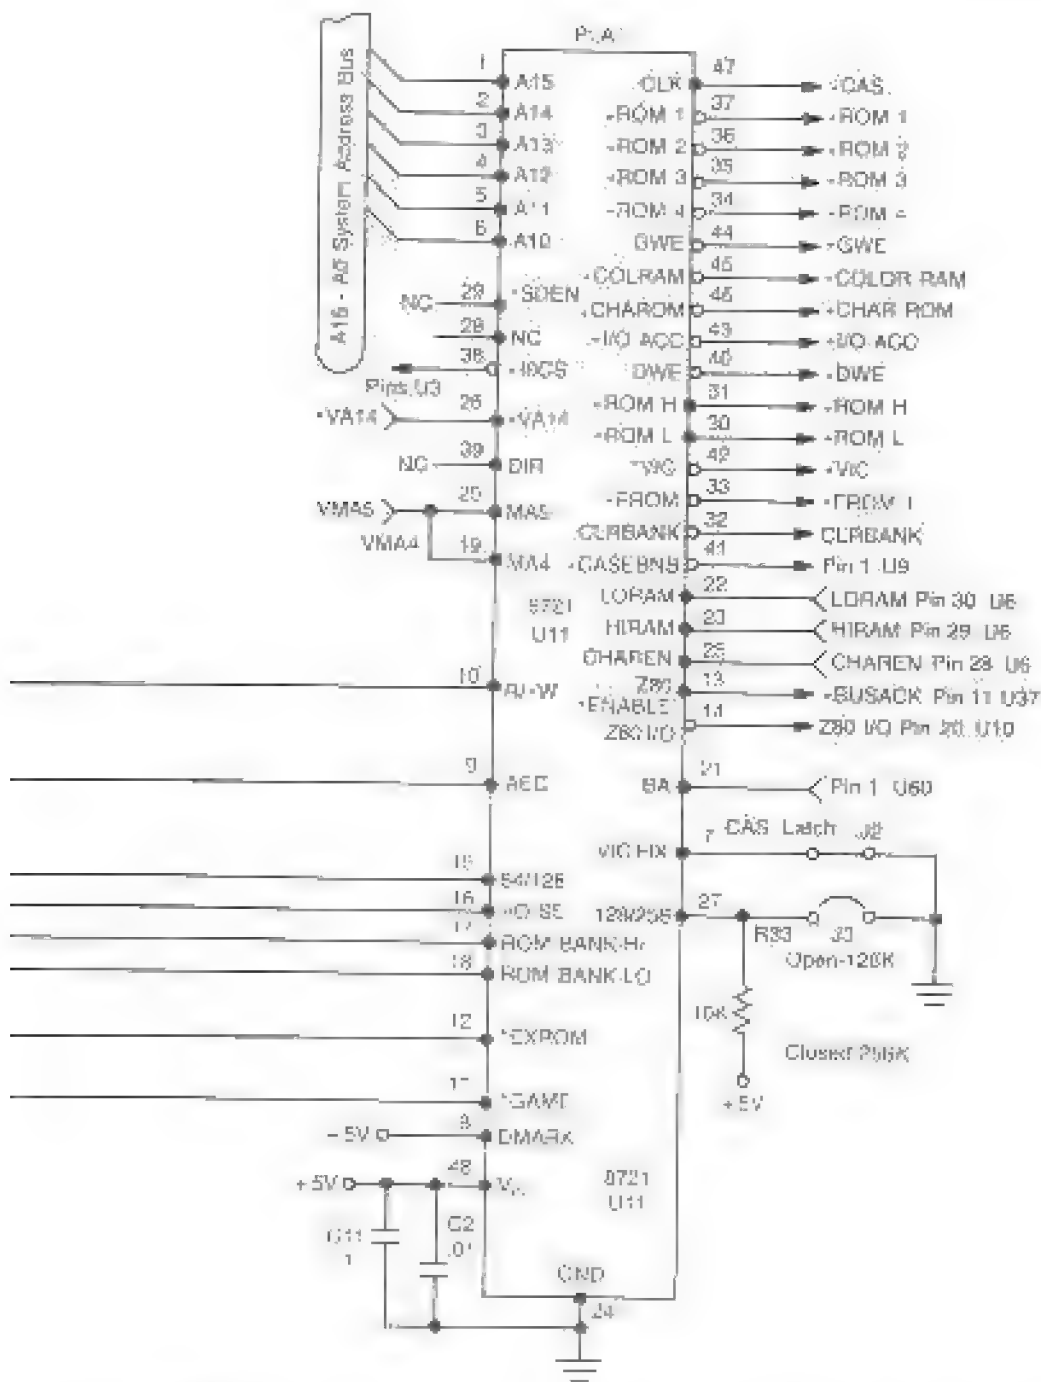 PLA
A15 - A0 System Address Bus
1 A15
2 A14
3 A13
4 A12
5 A11
6 A10
NC 29 *SDEN
28 NC
38
Pins U3
*VA14 26 *VA14
NC 39 DIR
VMA5 25 MA5
VMA4 19 MA4
8721
U11
10
9 AEC
15
16
17 ROM BANK-HI
18 ROM BANK-LO
12 *EXROM
*GAME
DMARX
+5V 48
C11
C2
8721
U11
GND
24
CLK 47 *CAS
*ROM 1 37 *ROM 1
*ROM 2 36 *ROM 2
*ROM 3 35 *ROM 3
*ROM 4 34 *ROM 4
GWE 44 *GWE
*COLRAM 45 *COLOR RAM
*CHAROM *CHAR ROM
*I/O ACC 43 *I/O ACC
DWE 40 *DWE
*ROM H 31 *ROM H
*ROM L 30 *ROM L
*VIC 42 *VIC
*FROM 33
CLRBANK 32 CLRBANK
*CASENB 41 Pin 1 U9
LORAM 22 LORAM Pin 30 U6
HIRAM 23 HIRAM Pin 29 U6
CHAREN CHAREN Pin 28 U6
Z80
*ENABLE 13 *BUSACK Pin 11 U37
Z80 I/O 14 Z80 I/O Pin 20 U10
BA 21 Pin 1 U60
VIC FIX 7 CAS Latch J2
128/256 27
R33 J3
Open-128K
10K
Closed 256K
+5V